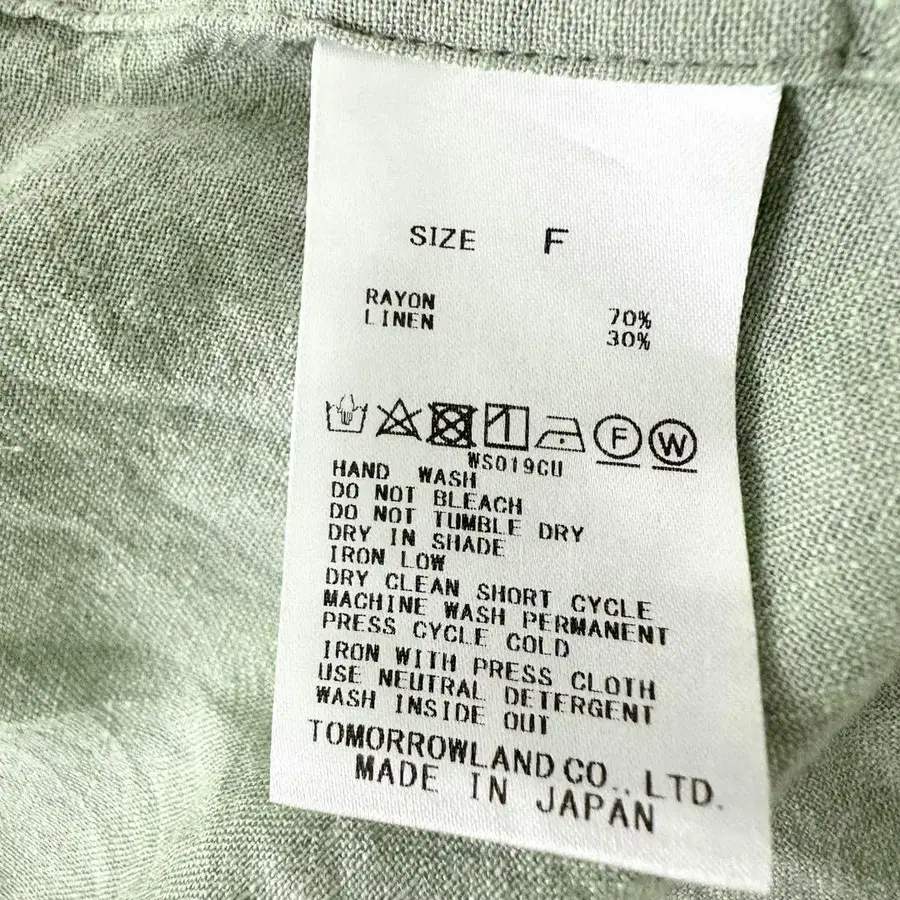 SIZE F
RAYON 70%
LINEN 30%
F W
WS019CU
HAND WASH
DO NOT BLEACH
DO NOT TUMBLE DRY
DRY IN SHADE
IRON LOW
DRY CLEAN SHORT CYCLE
MACHINE WASH PERMANENT
PRESS CYCLE COLD
IRON WITH PRESS CLOTH
USE NEUTRAL DETERGENT
WASH INSIDE OUT
TOMORROWLAND CO., LTD.
MADE IN JAPAN